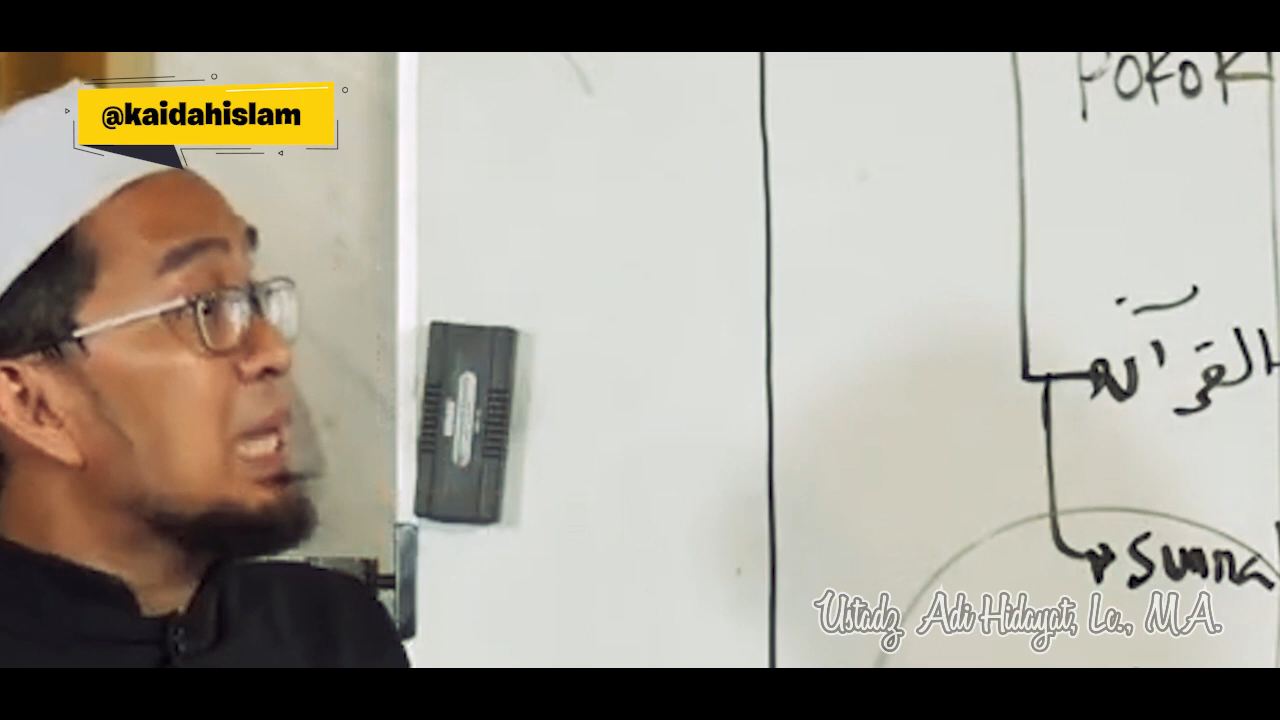 @kaidahislam
POKOK
القرآن
Sunna
Ustadz Adi Hidayat, Lc., M.A.